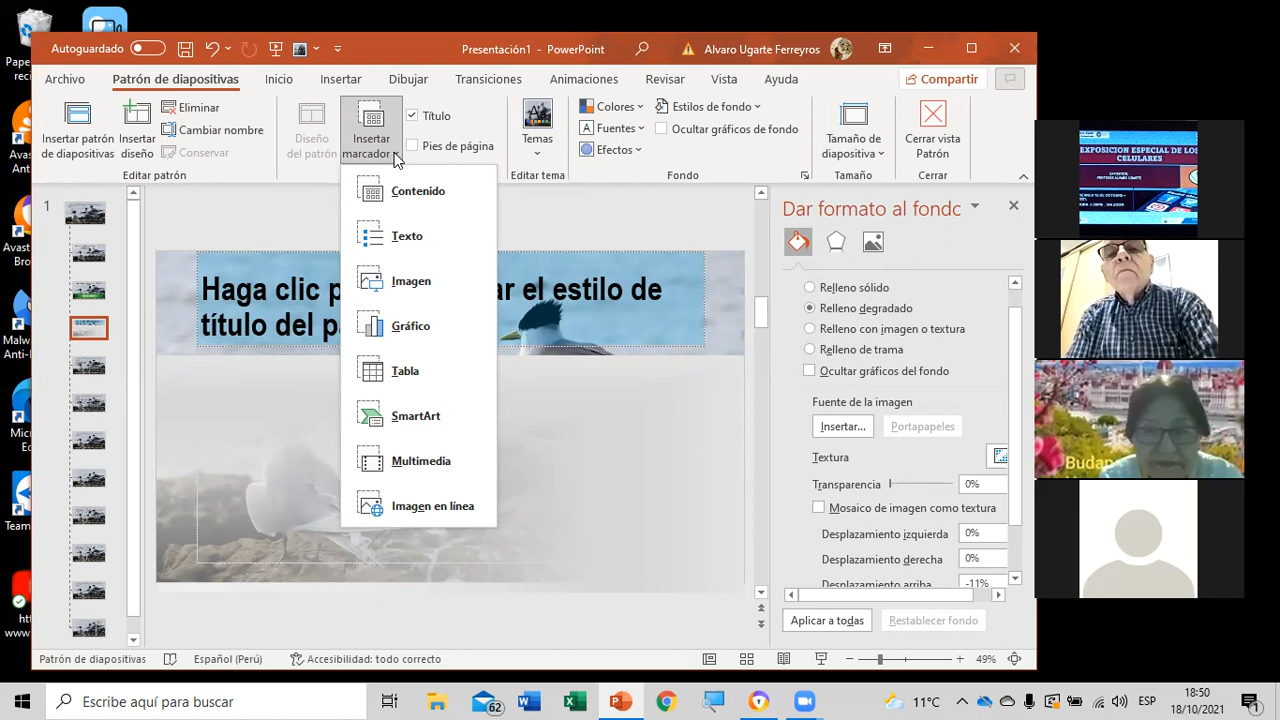 Autoguardado
Presentación1 - PowerPoint
Alvaro Ugarte Ferreyros
Archivo
Patrón de diapositivas
Inicio
Insertar
Dibujar
Transiciones
Animaciones
Revisar
Vista
Ayuda
Compartir
Insertar patrón
de diapositivas
Insertar
diseño
Eliminar
Cambiar nombre
Conservar
Editar patrón
Diseño
del patrón
Insertar
marcador
Título
Pies de página
Temas
Editar tema
Colores
Fuentes
Efectos
Estilos de fondo
Ocultar gráficos de fondo
Fondo
Tamaño de
diapositiva
Tamaño
Cerrar vista
Patrón
Cerrar
Contenido
Texto
Imagen
Gráfico
Tabla
SmartArt
Multimedia
Imagen en línea
1
Haga clic p
ar el estilo de
título del pa
Dar formato al fondo
Relleno sólido
Relleno degradado
Relleno con imagen o textura
Relleno de trama
Ocultar gráficos del fondo
Fuente de la imagen
Insertar...
Portapapeles
Textura
Transparencia
0%
Mosaico de imagen como textura
Desplazamiento izquierda
0%
Desplazamiento derecha
0%
Desplazamiento arriba
-11%
Aplicar a todas
Restablecer fondo
Patrón de diapositivas
Español (Perú)
Accesibilidad: todo correcto
49%
EXPOSICION ESPECIAL DE LOS
CELULARES
Budap
Escribe aquí para buscar
62
11°C
ESP
18:50
18/10/2021
1